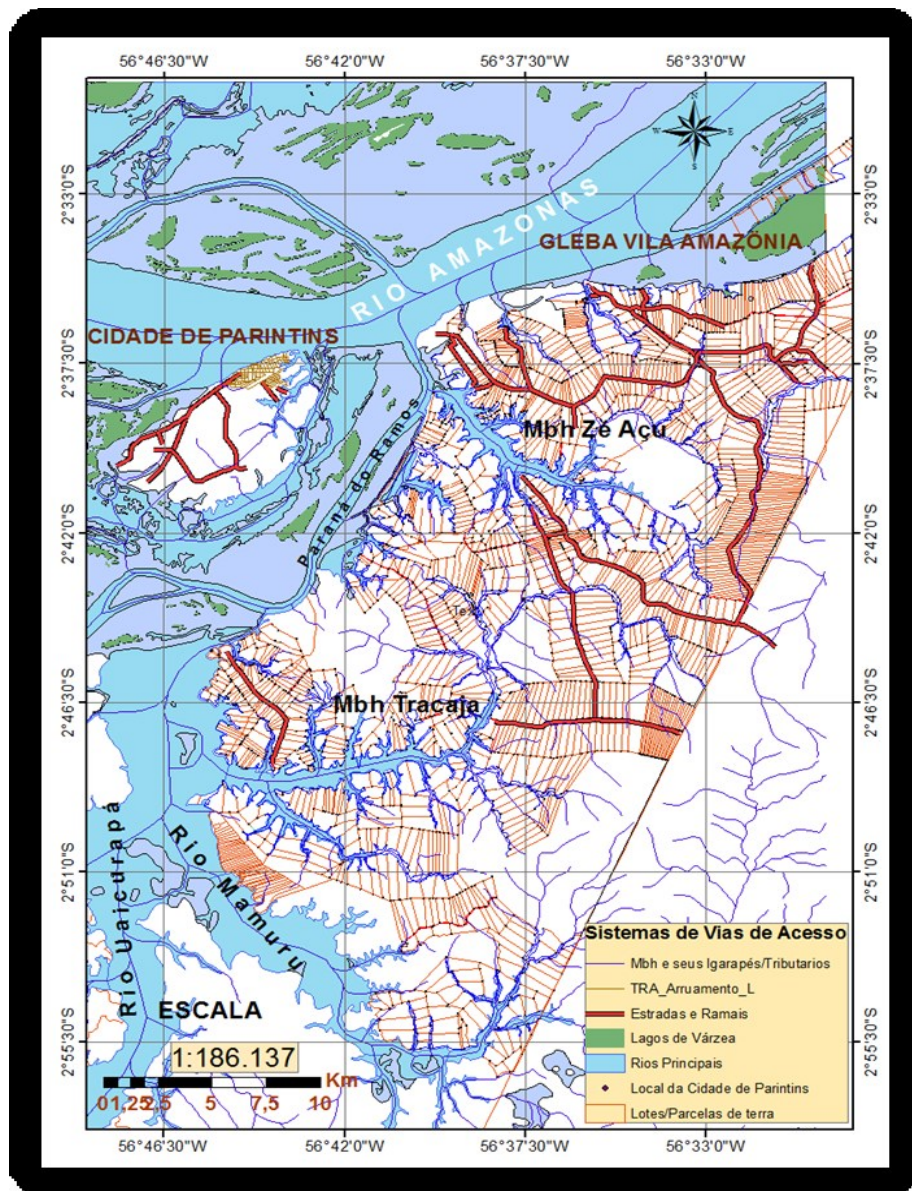 56°46'30"W 56°42'0"W 56°37'30"W 56°33'0"W
N
W E
S
2°33'0"S 2°33'0"S
RIO AMAZONAS
GLEBA VILA AMAZÔNIA
CIDADE DE PARINTINS
2°37'30"S 2°37'30"S
Mbh Zé Açu
Paraná do Ramos
2°42'0"S 2°42'0"S
2°46'30"S 2°46'30"S
Mbh Tracajá
Rio Uaicurapá
Rio Mamuru
2°51'0"S 2°51'0"S
ESCALA
1:186.137
Km
01,252,5 5 7,5 10
2°55'30"S 2°55'30"S
Sistemas de Vias de Acesso
Mbh e seus Igarapés/Tributarios
TRA_Arruamento_L
Estradas e Ramais
Lagos de Várzea
Rios Principais
Local da Cidade de Parintins
Lotes/Parcelas de terra
56°46'30"W 56°42'0"W 56°37'30"W 56°33'0"W